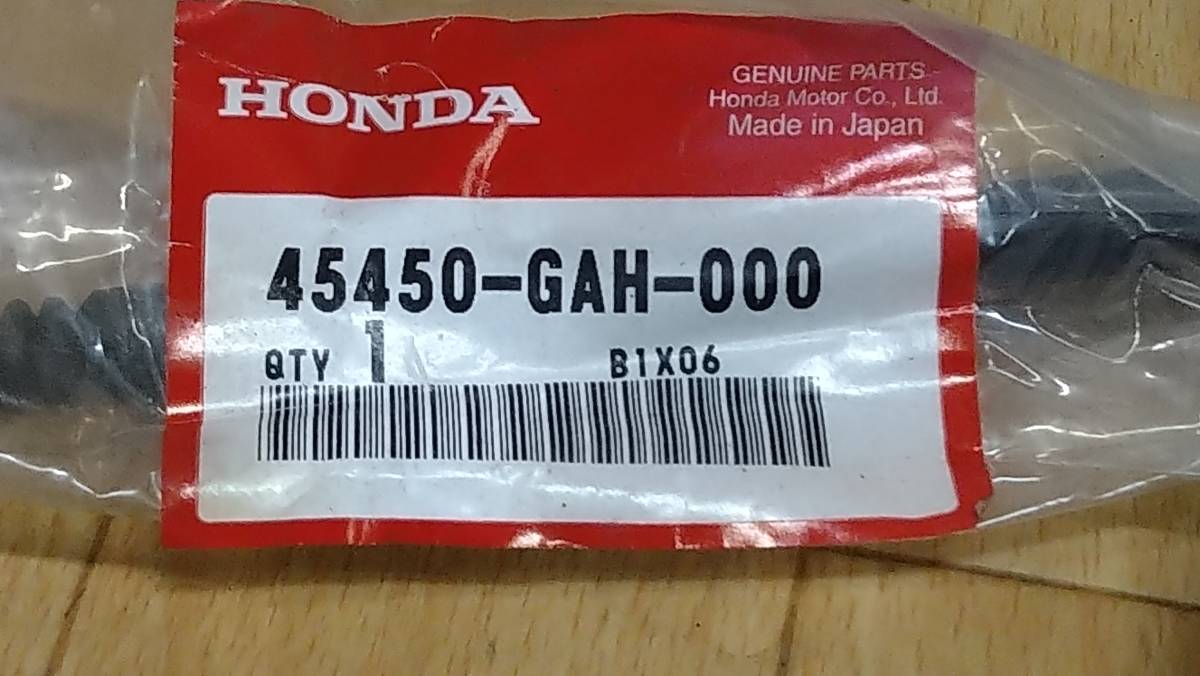 HONDA
GENUINE PARTS
Honda Motor Co., Ltd.
Made in Japan
45450-GAH-000
QTY 1 B1X06